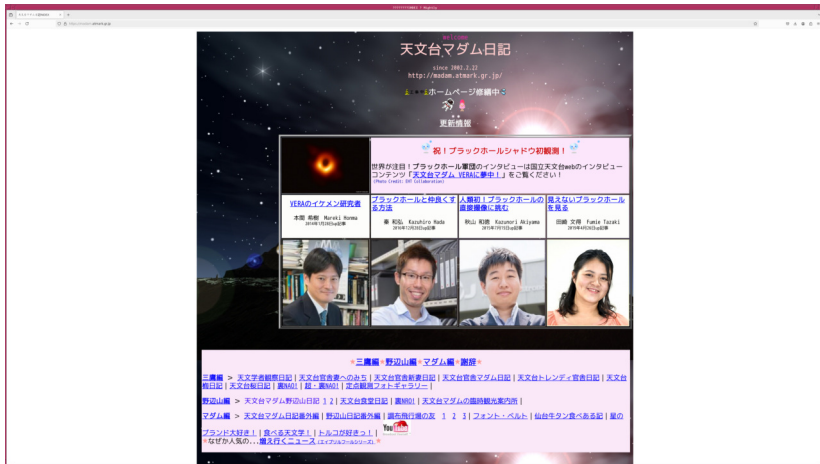 Welcome
天文台マダム日記
since 2002.2.22
http://madam.atmark.gr.jp/
ホームページ修繕中
更新情報
祝！ブラックホールシャドウ初観測！
世界が注目！ブラックホール軍団のインタビューは国立天文台webのインタビュー
コンテンツ「天文台マダム VERAに夢中！」をご覧ください！
(Photo Credit: EHT Collaboration)
VERAのイケメン研究者
本間 希樹 Mareki Honma
ブラックホールと仲良くす
る方法
秦 和弘 Kazuhiro Hada
人類初！ブラックホールの
直接撮像に挑む
秋山 和徳 Kazunori Akiyama
見えないブラックホール
を見る
田崎 文得 Fumie Tazaki
*三鷹編*野辺山編*マダム編*謝辞*
三鷹編 > 天文学者観察日記 | 天文台官舎妻へのみち | 天文台官舎新妻日記 | 天文台官舎マダム日記 | 天文台トレンディ官舎日記 | 天文台
梅日記 | 天文台桜日記 | 裏NAO! | 超・裏NAO! | 定点観測フォトギャラリー |
野辺山編 > 天文台マダム野辺山日記 1 2 | 天文台食堂日記 | 裏NRO! | 天文台マダムの臨時観光案内所 |
マダム編 > 天文台マダム日記番外編 | 野辺山日記番外編 | 調布飛行場の友 1 2 3 | フォント・ベルト | 仙台牛タン食べある記 | 星の
ブランド大好き！ | 食べる天文学！ | トルコが好きっ！ | YouTube
*なぜか人気の...増え行くニュース (エイプリルフールシリーズ) *